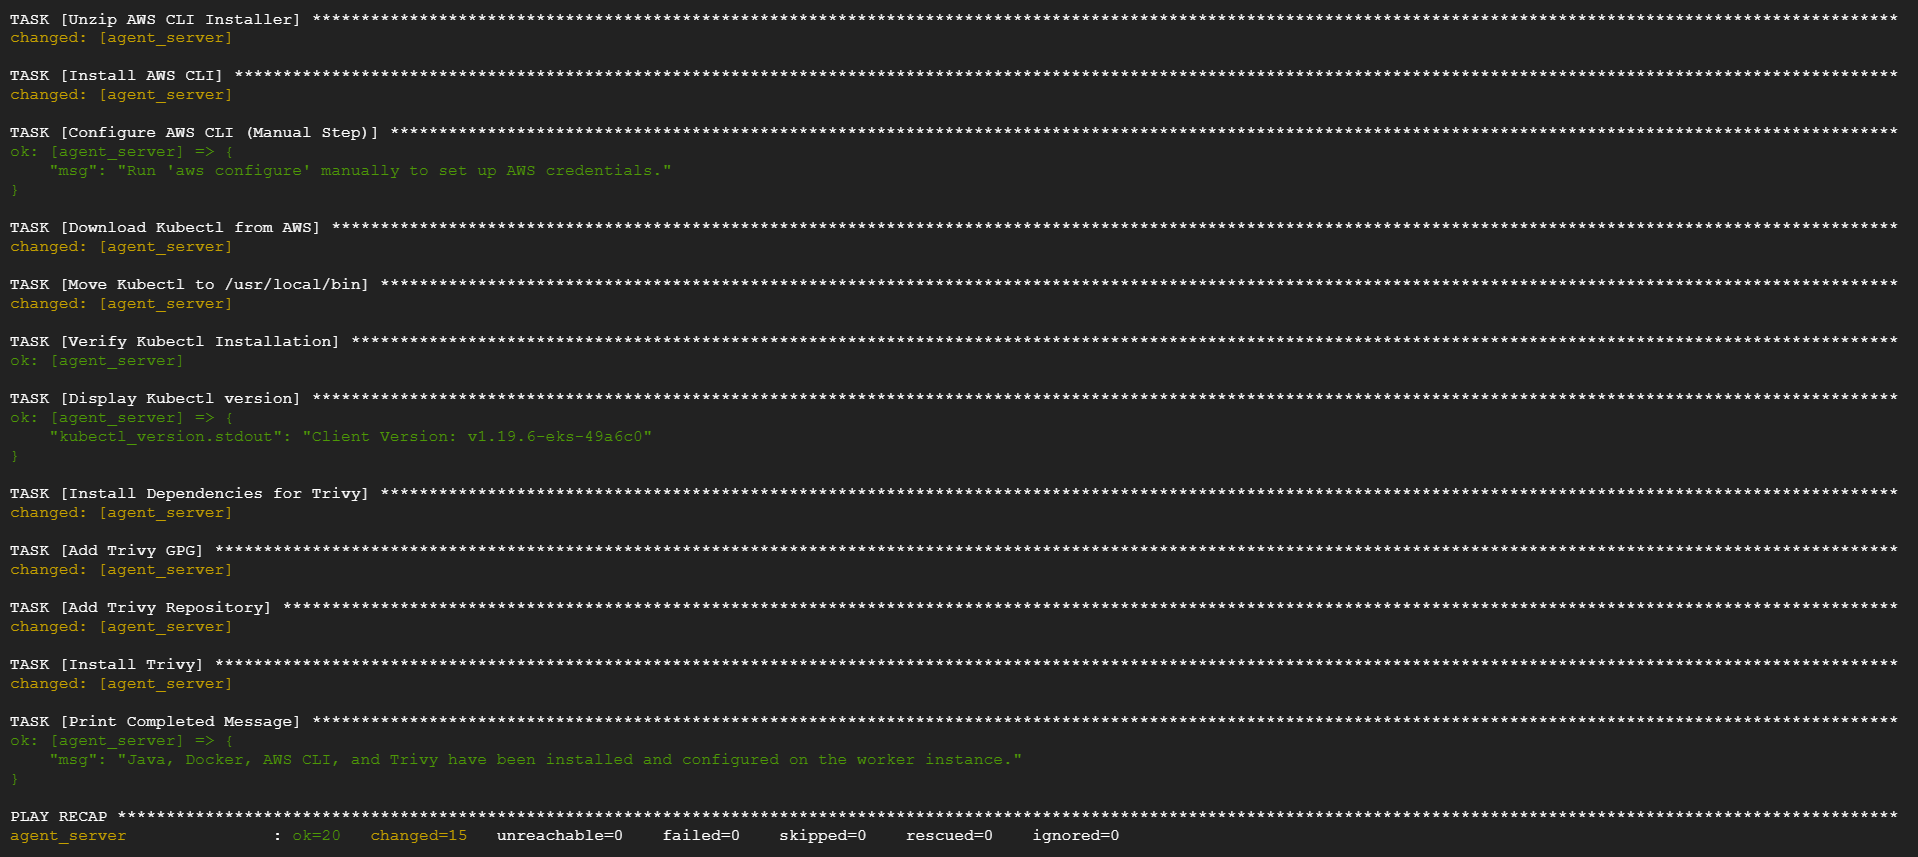 TASK [Unzip AWS CLI Installer] *******************************************************************************************************************************************************************
changed: [agent_server]
TASK [Install AWS CLI] ***************************************************************************************************************************************************************************
changed: [agent_server]
TASK [Configure AWS CLI (Manual Step)] ***********************************************************************************************************************************************************
ok: [agent_server] => {
    "msg": "Run 'aws configure' manually to set up AWS credentials."
}
TASK [Download Kubectl from AWS] *****************************************************************************************************************************************************************
changed: [agent_server]
TASK [Move Kubectl to /usr/local/bin] ************************************************************************************************************************************************************
changed: [agent_server]
TASK [Verify Kubectl Installation] ***************************************************************************************************************************************************************
ok: [agent_server]
TASK [Display Kubectl version] *******************************************************************************************************************************************************************
ok: [agent_server] => {
    "kubectl_version.stdout": "Client Version: v1.19.6-eks-49a6c0"
}
TASK [Install Dependencies for Trivy] ************************************************************************************************************************************************************
changed: [agent_server]
TASK [Add Trivy GPG] *****************************************************************************************************************************************************************************
changed: [agent_server]
TASK [Add Trivy Repository] **********************************************************************************************************************************************************************
changed: [agent_server]
TASK [Install Trivy] *****************************************************************************************************************************************************************************
changed: [agent_server]
TASK [Print Completed Message] *******************************************************************************************************************************************************************
ok: [agent_server] => {
    "msg": "Java, Docker, AWS CLI, and Trivy have been installed and configured on the worker instance."
}
PLAY RECAP ***************************************************************************************************************************************************************************************
agent_server               : ok=20   changed=15   unreachable=0    failed=0    skipped=0    rescued=0    ignored=0